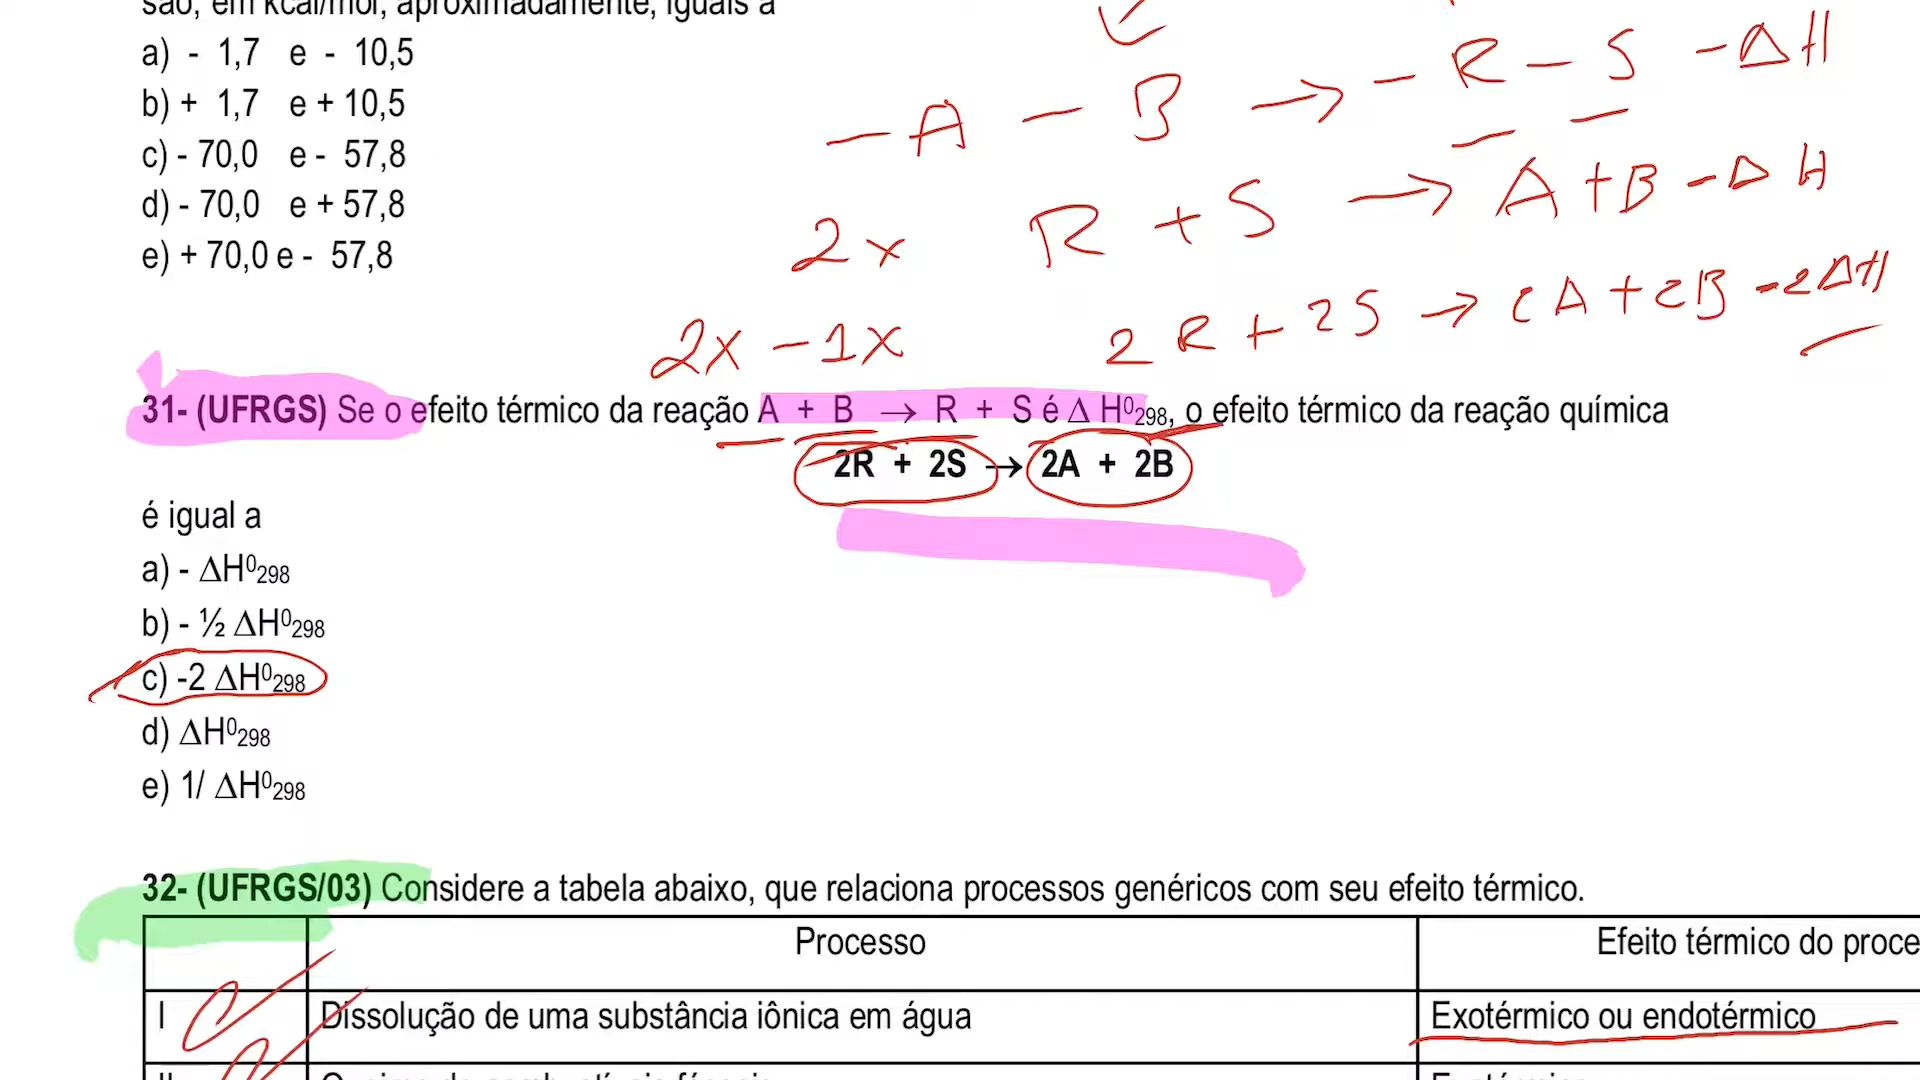 são, em kcal/mol, aproximadamente, iguais a
a) - 1,7 e - 10,5
b) + 1,7 e + 10,5
c) - 70,0 e - 57,8
d) - 70,0 e + 57,8
e) + 70,0 e - 57,8
- A - B → - R - S - ΔH
2x R + S → A + B - ΔH
2x - 1x 2R + 2S → 2A + 2B - 2ΔH
31- (UFRGS) Se o efeito térmico da reação A + B → R + S é Δ H⁰₂₉₈, o efeito térmico da reação química
2R + 2S → 2A + 2B
é igual a
a) - ΔH⁰₂₉₈
b) - ½ ΔH⁰₂₉₈
c) -2 ΔH⁰₂₉₈
d) ΔH⁰₂₉₈
e) 1/ ΔH⁰₂₉₈
32- (UFRGS/03) Considere a tabela abaixo, que relaciona processos genéricos com seu efeito térmico.
Processo Efeito térmico do proce
I Dissolução de uma substância iônica em água Exotérmico ou endotérmico